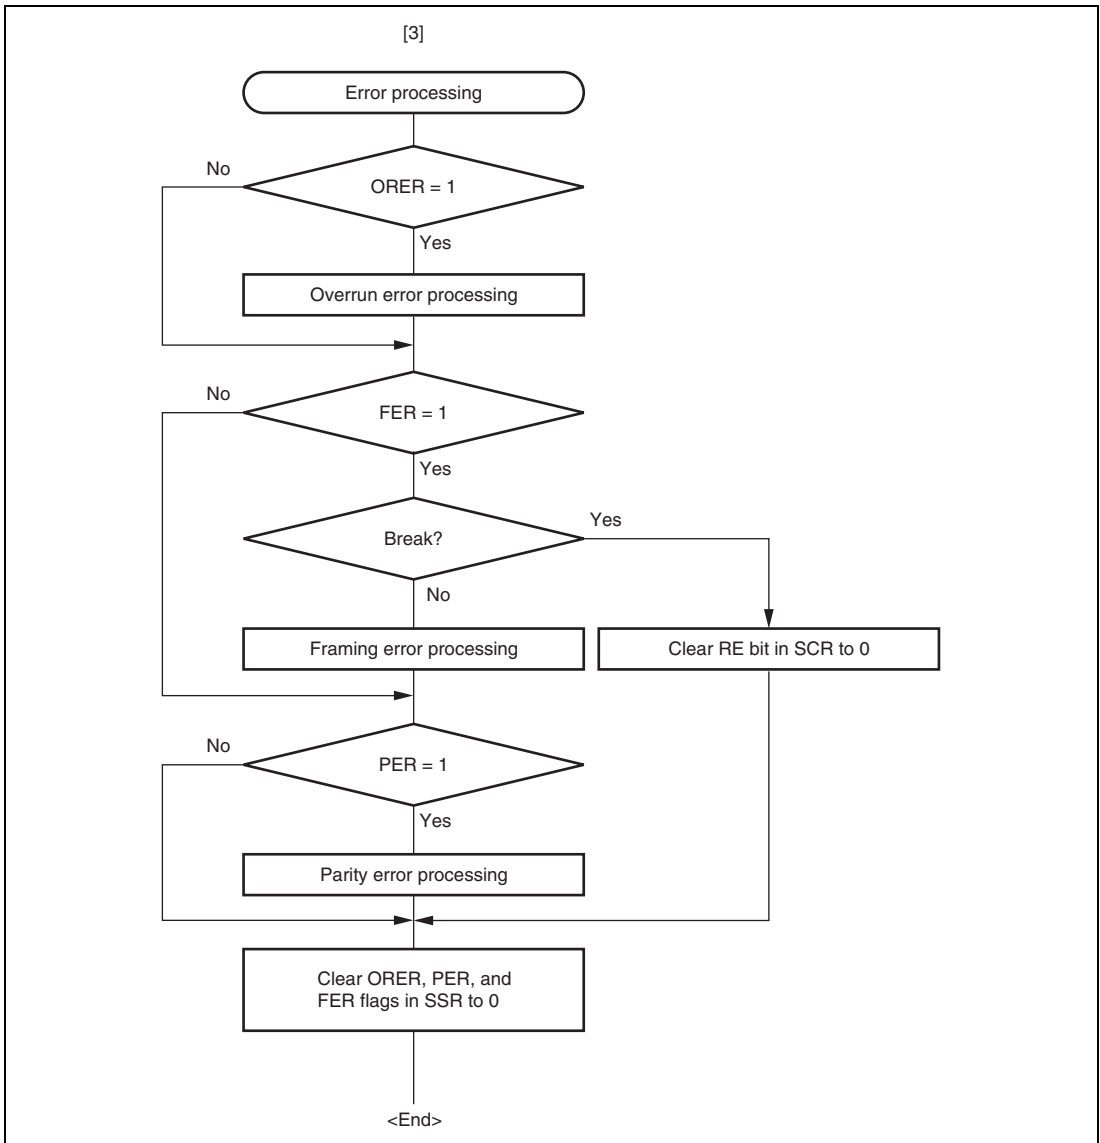 [3]
Error processing
No
ORER = 1
Yes
Overrun error processing
No
FER = 1
Yes
Break?
Yes
No
Framing error processing
Clear RE bit in SCR to 0
No
PER = 1
Yes
Parity error processing
Clear ORER, PER, and
FER flags in SSR to 0
<End>